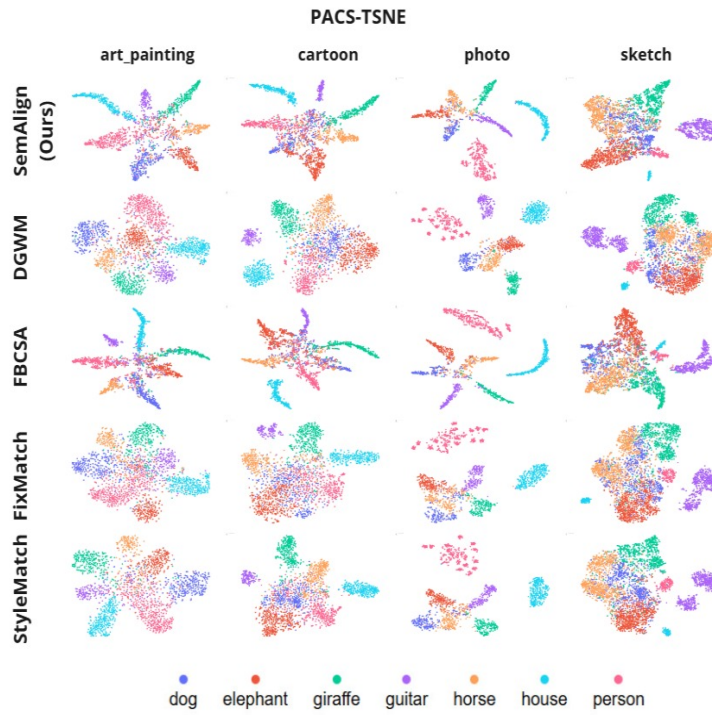 PACS-TSNE
art_painting cartoon photo sketch
SemAlign
(Ours)
DGWM
FBCSA
FixMatch
StyleMatch
dog elephant giraffe guitar horse house person